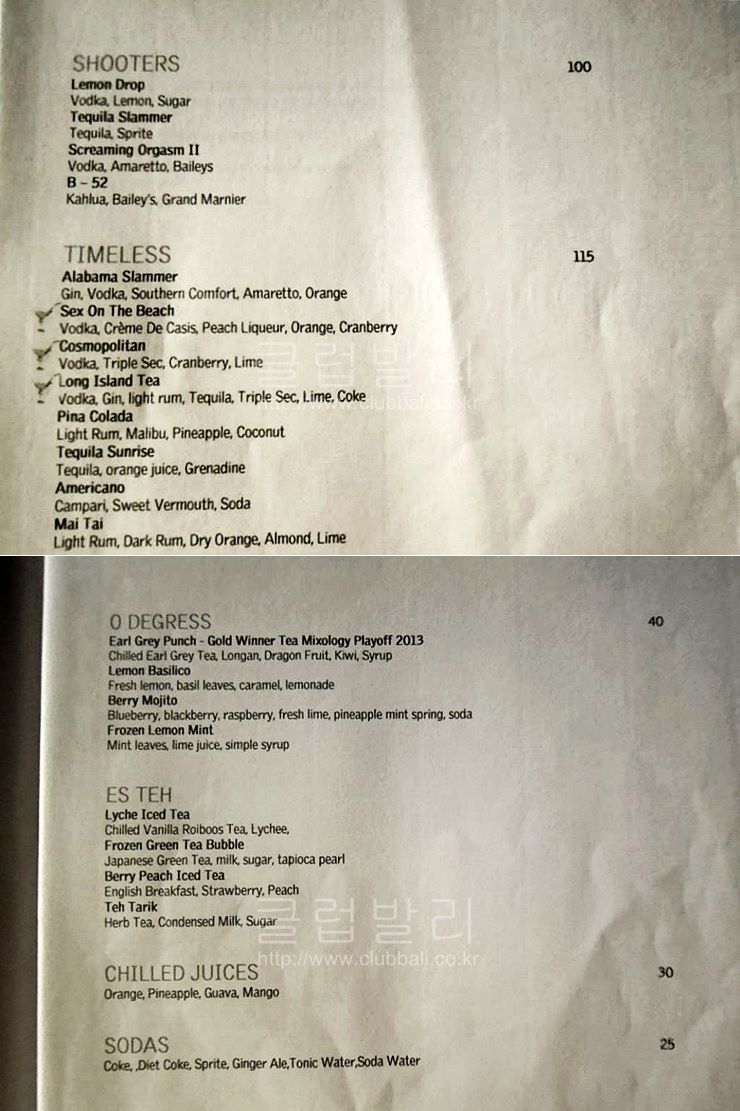 SHOOTERS 100
Lemon Drop
Vodka, Lemon, Sugar
Tequila Slammer
Tequila, Sprite
Screaming Orgasm II
Vodka, Amaretto, Baileys
B - 52
Kahlua, Bailey's, Grand Marnier
TIMELESS 115
Alabama Slammer
Gin, Vodka, Southern Comfort, Amaretto, Orange
Sex On The Beach
Vodka, Crème De Casis, Peach Liqueur, Orange, Cranberry
Cosmopolitan
Vodka, Triple Sec, Cranberry, Lime
Long Island Tea
Vodka, Gin, light rum, Tequila, Triple Sec, Lime, Coke
클럽발리
http://www.clubbali.co.kr
Pina Colada
Light Rum, Malibu, Pineapple, Coconut
Tequila Sunrise
Tequila, orange juice, Grenadine
Americano
Campari, Sweet Vermouth, Soda
Mai Tai
Light Rum, Dark Rum, Dry Orange, Almond, Lime
0 DEGRESS 40
Earl Grey Punch - Gold Winner Tea Mixology Playoff 2013
Chilled Earl Grey Tea, Longan, Dragon Fruit, Kiwi, Syrup
Lemon Basilico
Fresh lemon, basil leaves, caramel, lemonade
Berry Mojito
Blueberry, blackberry, raspberry, fresh lime, pineapple mint spring, soda
Frozen Lemon Mint
Mint leaves, lime juice, simple syrup
ES TEH
Lyche Iced Tea
Chilled Vanilla Roiboos Tea, Lychee,
Frozen Green Tea Bubble
Japanese Green Tea, milk, sugar, tapioca pearl
Berry Peach Iced Tea
English Breakfast, Strawberry, Peach
Teh Tarik
Herb Tea, Condensed Milk, Sugar
클럽발리
http://www.clubbali.co.kr
CHILLED JUICES 30
Orange, Pineapple, Guava, Mango
SODAS 25
Coke, ,Diet Coke, Sprite, Ginger Ale,Tonic Water,Soda Water